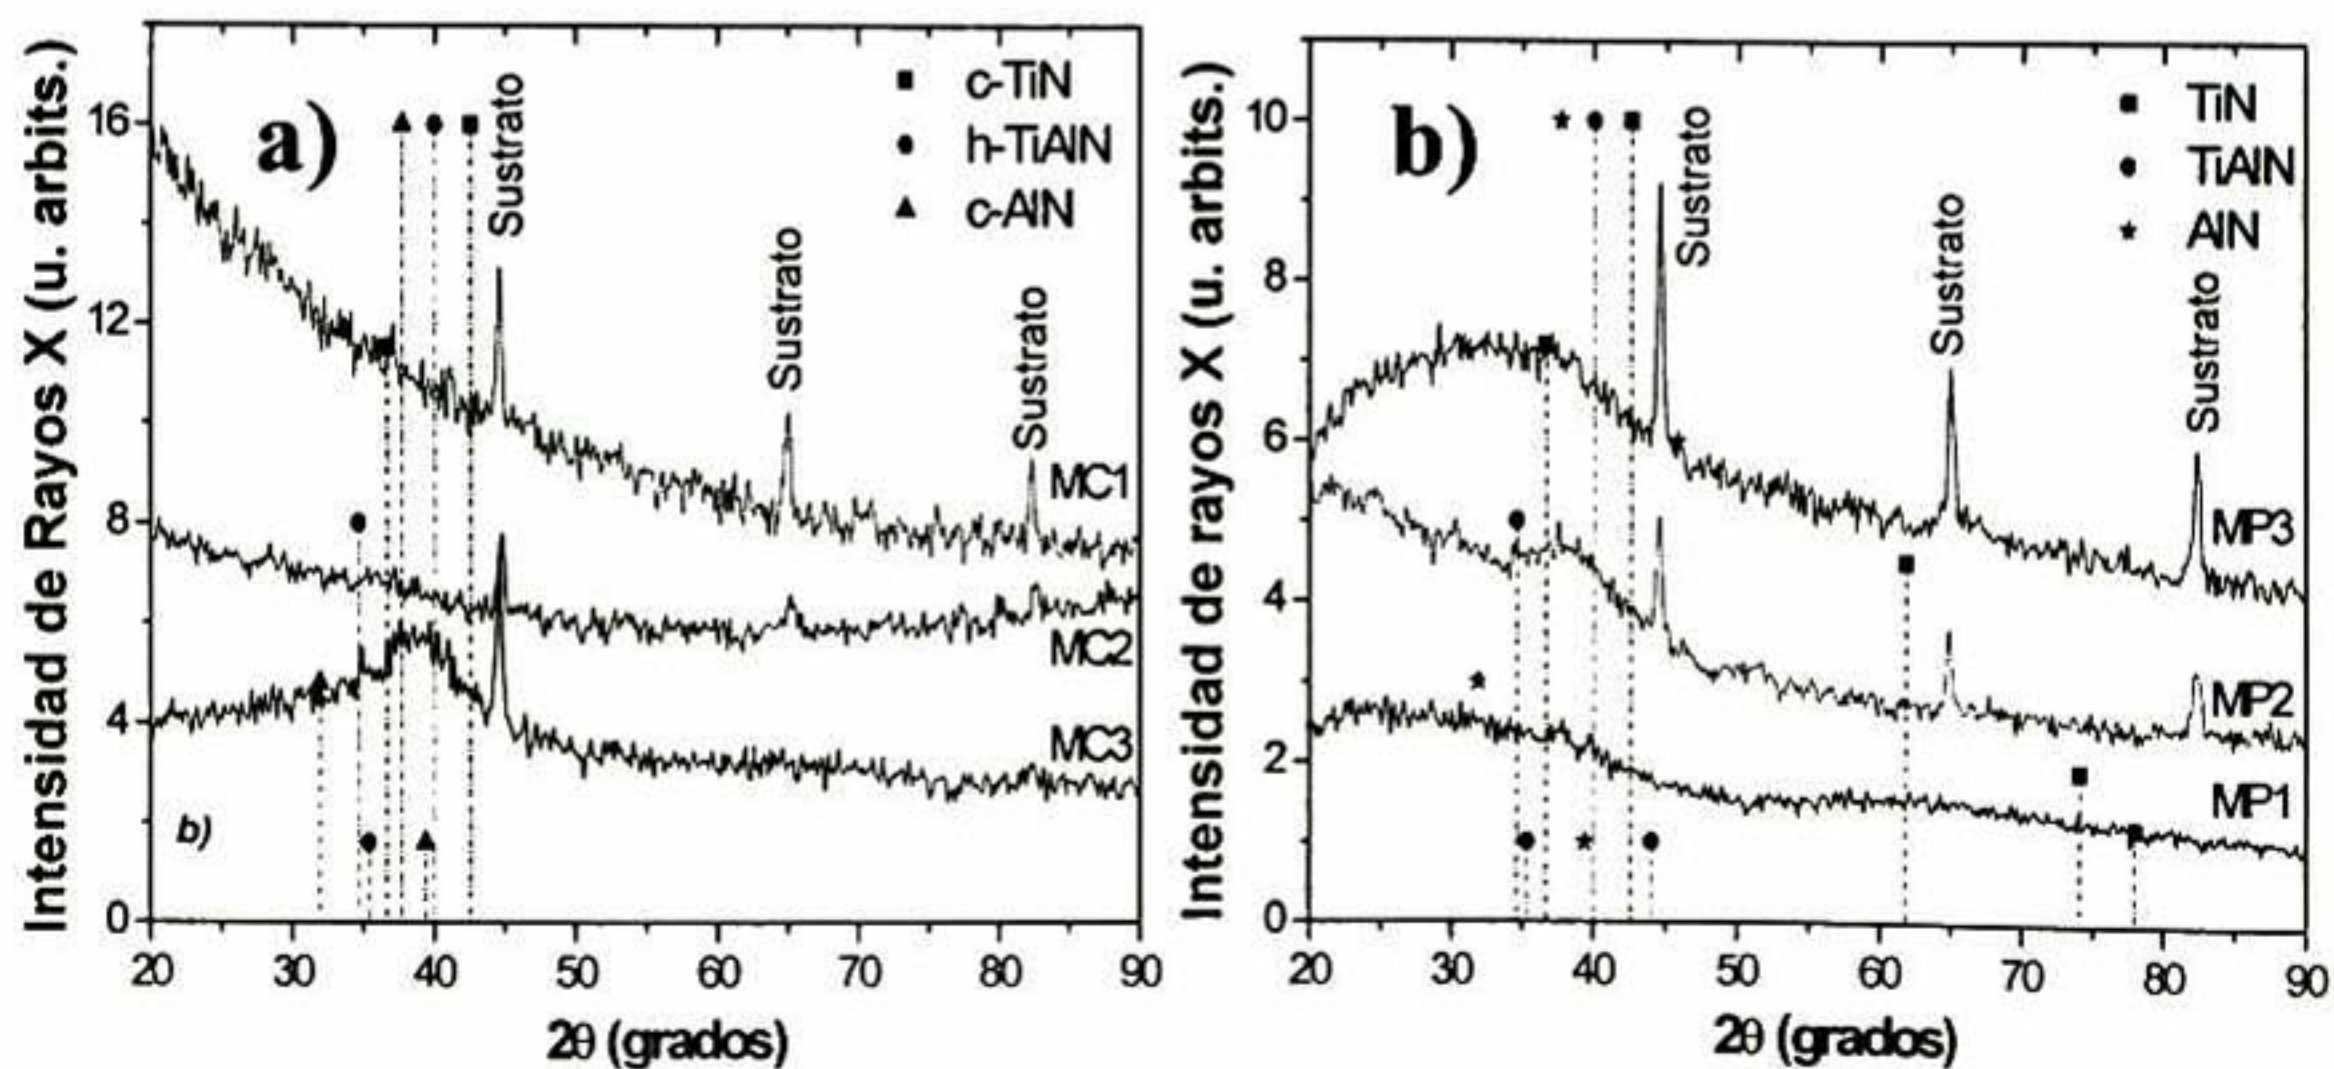 Intensidad de Rayos X (u. arbits.)
16
12
8
4
0
a)
c-TiN
h-TiAlN
c-AlN
Sustrato
Sustrato
Sustrato
MC1
MC2
MC3
b)
20 30 40 50 60 70 80 90
2θ (grados)
Intensidad de rayos X (u. arbits.)
10
8
6
4
2
0
b)
TiN
TiAlN
AlN
Sustrato
Sustrato
Sustrato
MP3
MP2
MP1
20 30 40 50 60 70 80 90
2θ (grados)